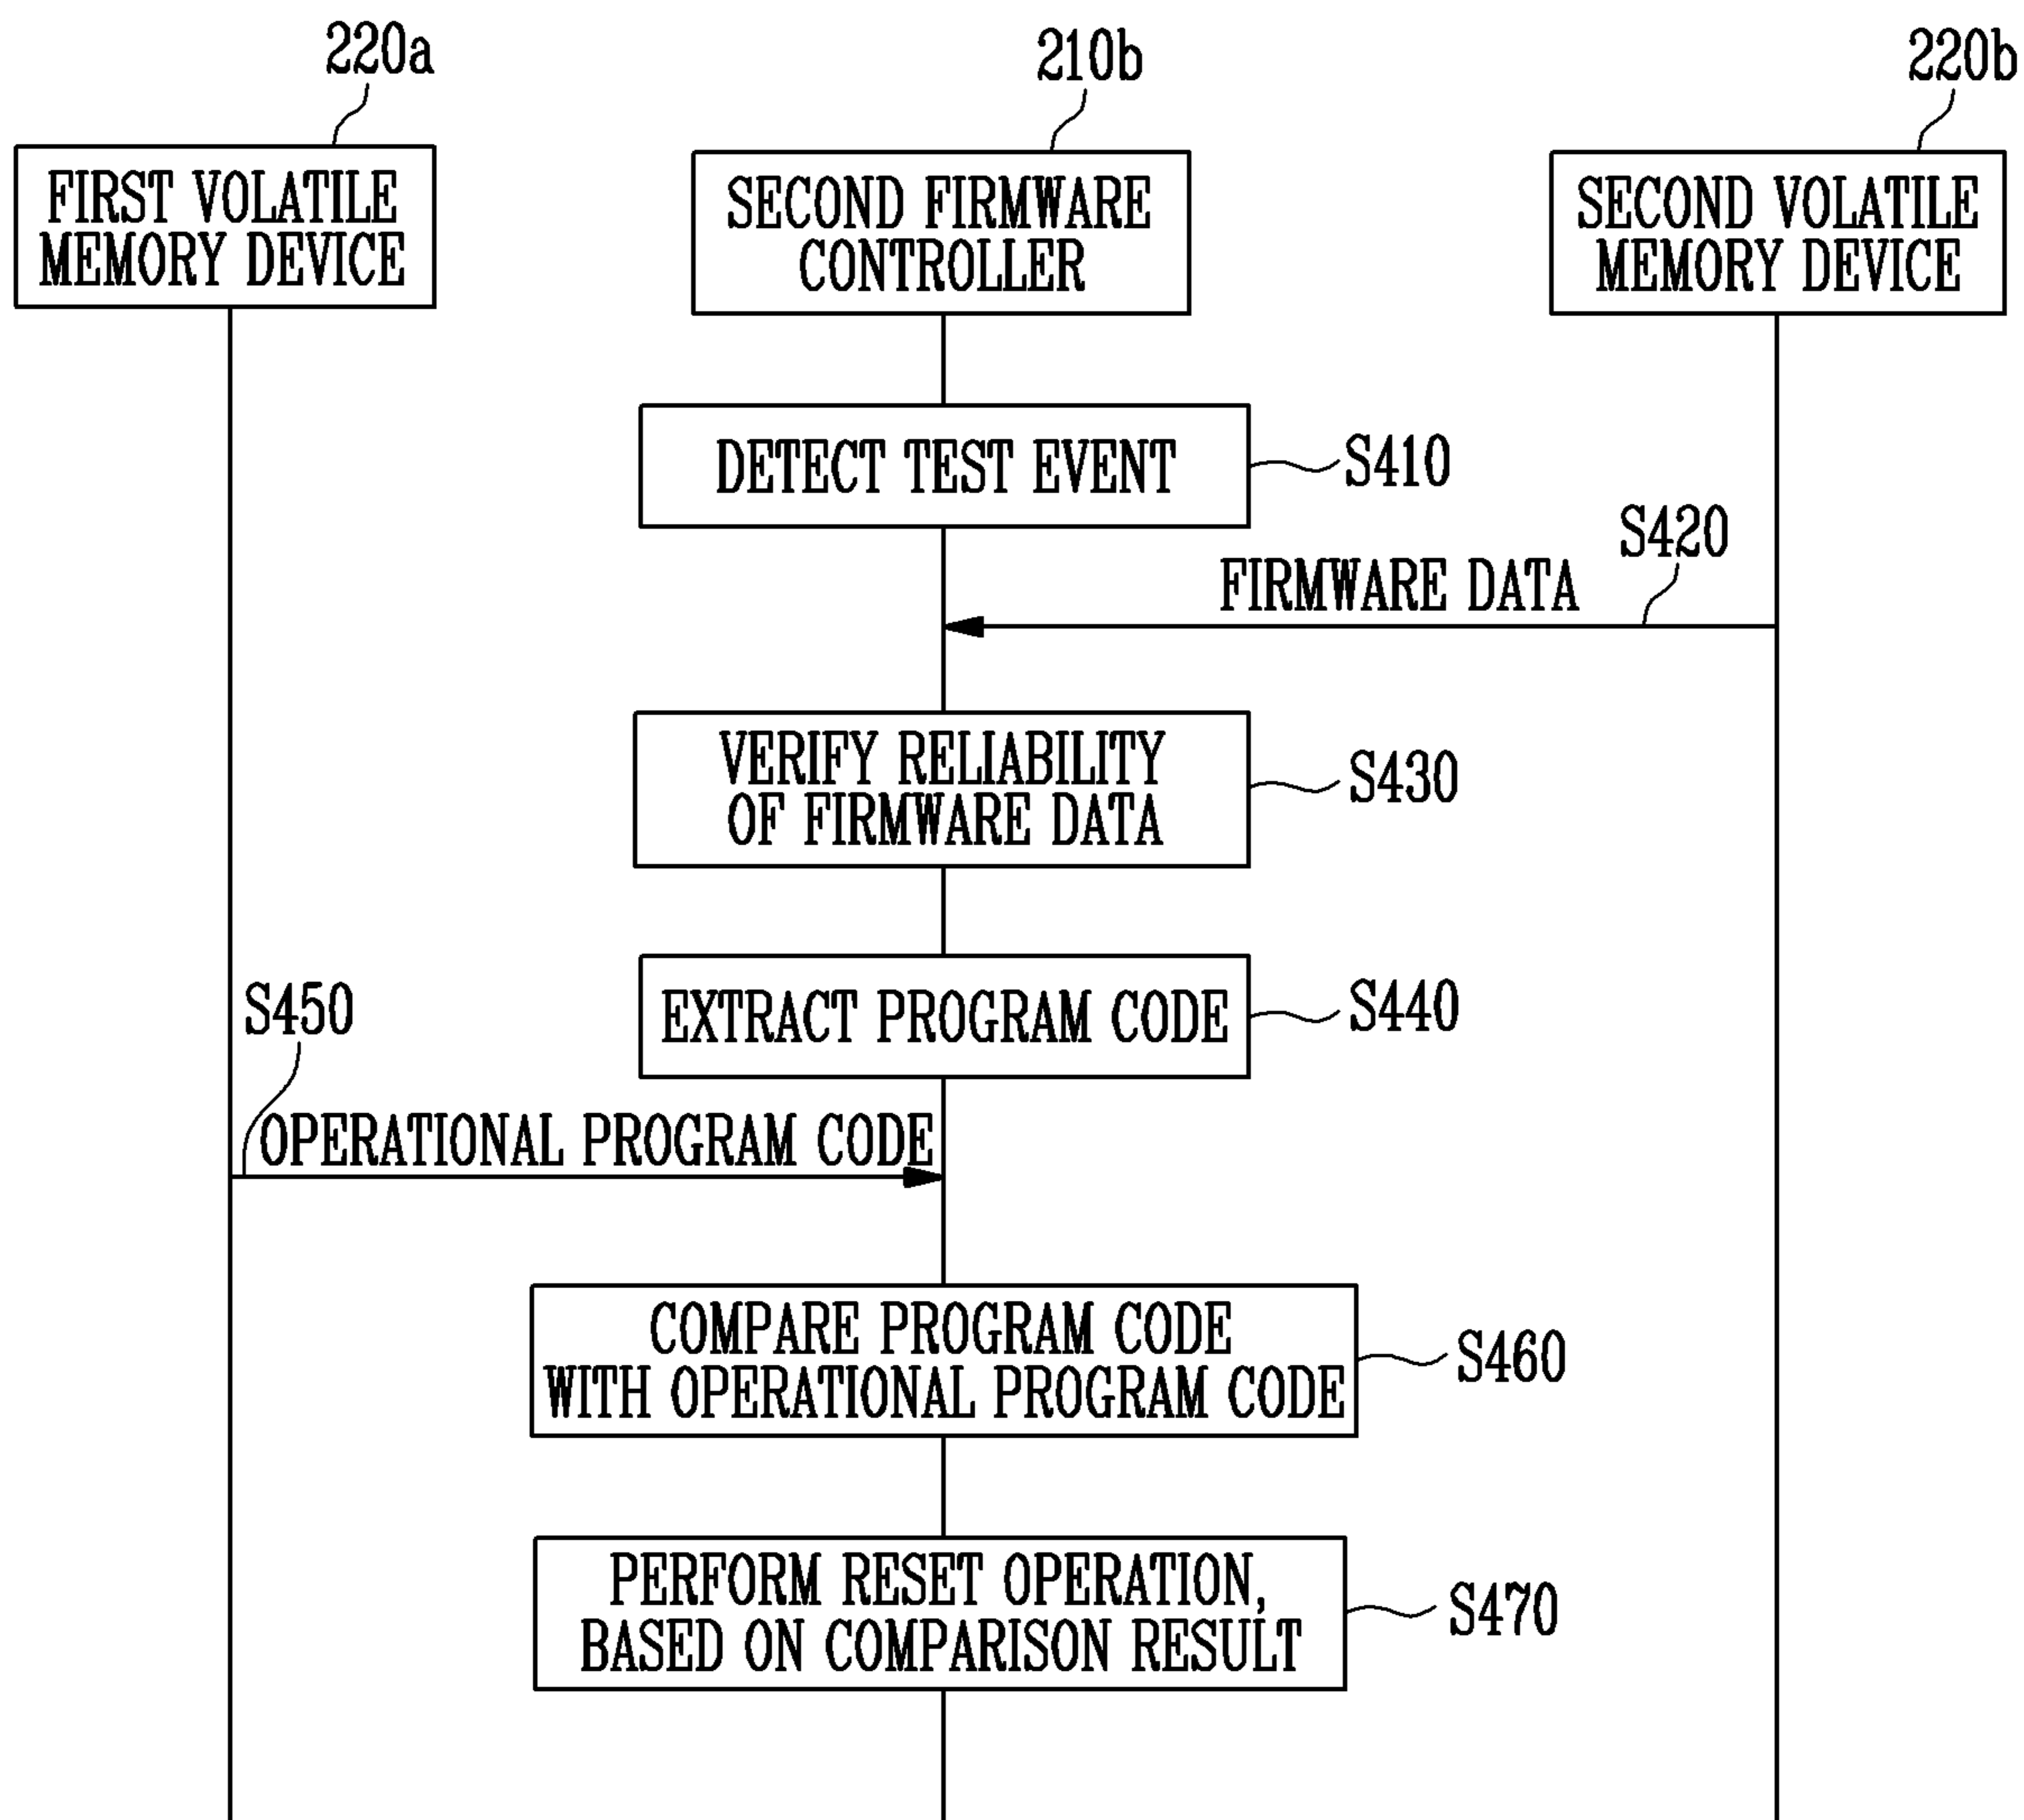 220a
210b
220b
FIRST VOLATILE
MEMORY DEVICE
SECOND FIRMWARE
CONTROLLER
SECOND VOLATILE
MEMORY DEVICE
DETECT TEST EVENT
S410
S420
FIRMWARE DATA
VERIFY RELIABILITY
OF FIRMWARE DATA
S430
EXTRACT PROGRAM CODE
S440
S450
OPERATIONAL PROGRAM CODE
COMPARE PROGRAM CODE
WITH OPERATIONAL PROGRAM CODE
S460
PERFORM RESET OPERATION,
BASED ON COMPARISON RESULT
S470